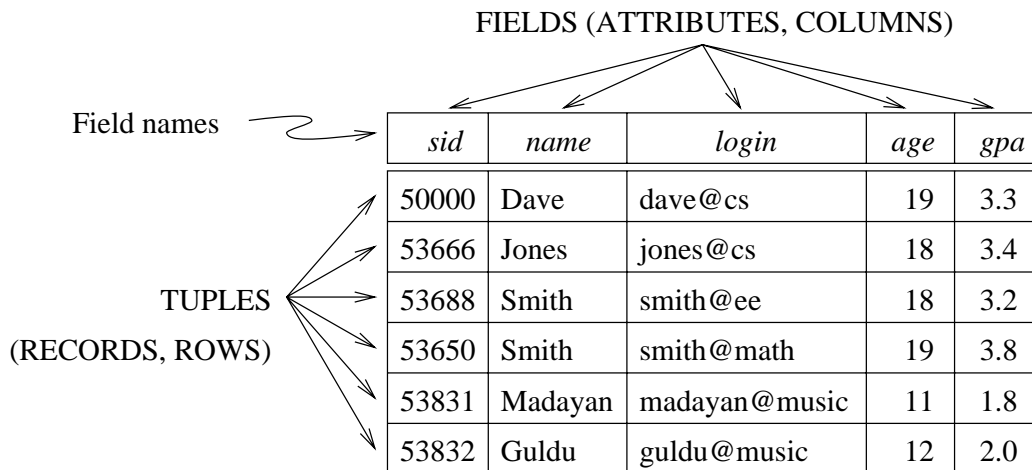 FIELDS (ATTRIBUTES, COLUMNS)
Field names
sid name login age gpa
50000 Dave dave@cs 19 3.3
53666 Jones jones@cs 18 3.4
TUPLES
53688 Smith smith@ee 18 3.2
(RECORDS, ROWS)
53650 Smith smith@math 19 3.8
53831 Madayan madayan@music 11 1.8
53832 Guldu guldu@music 12 2.0